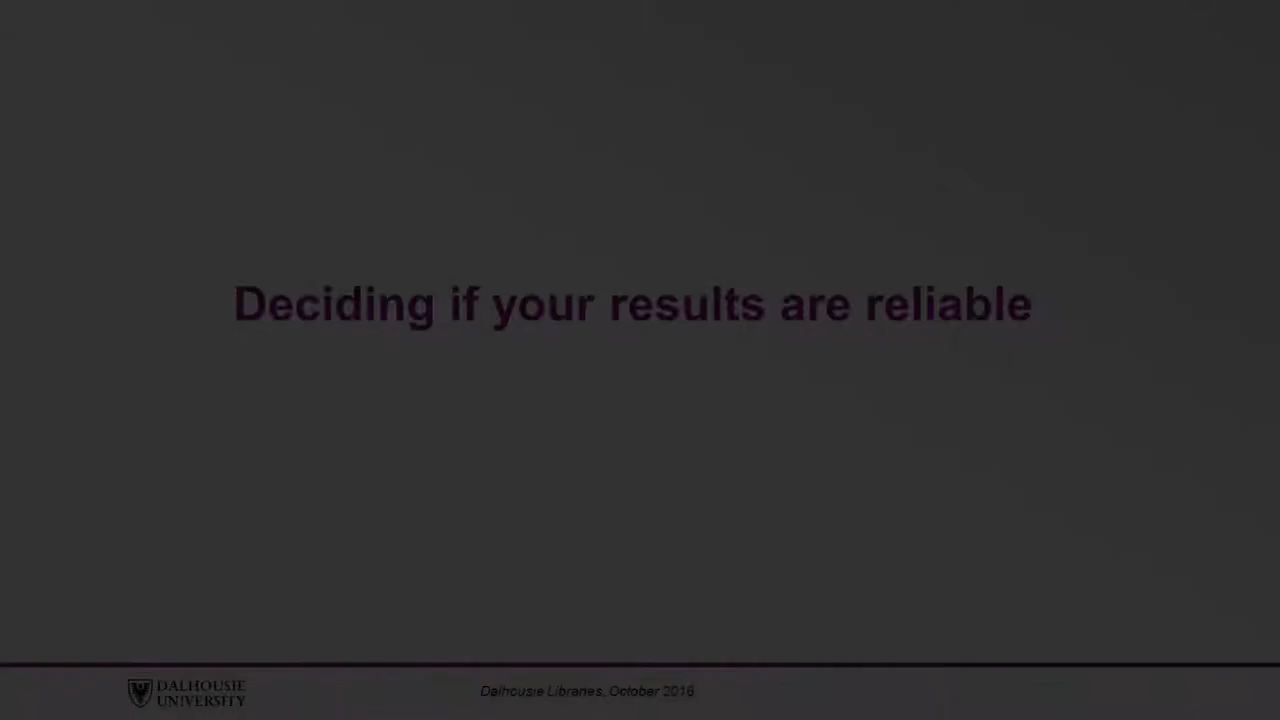 Deciding if your results are reliable
DALHOUSIE
UNIVERSITY
Dalhousie Libraries, October 2016